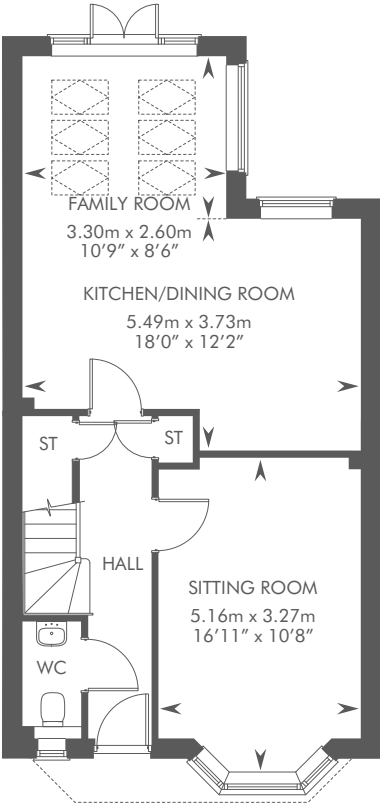 FAMILY ROOM
3.30m x 2.60m
10'9” x 8'6”
KITCHEN/DINING ROOM
5.49m x 3.73m
18'0” x 12'2”
ST
ST
HALL
SITTING ROOM
5.16m x 3.27m
16'11” x 10'8”
WC